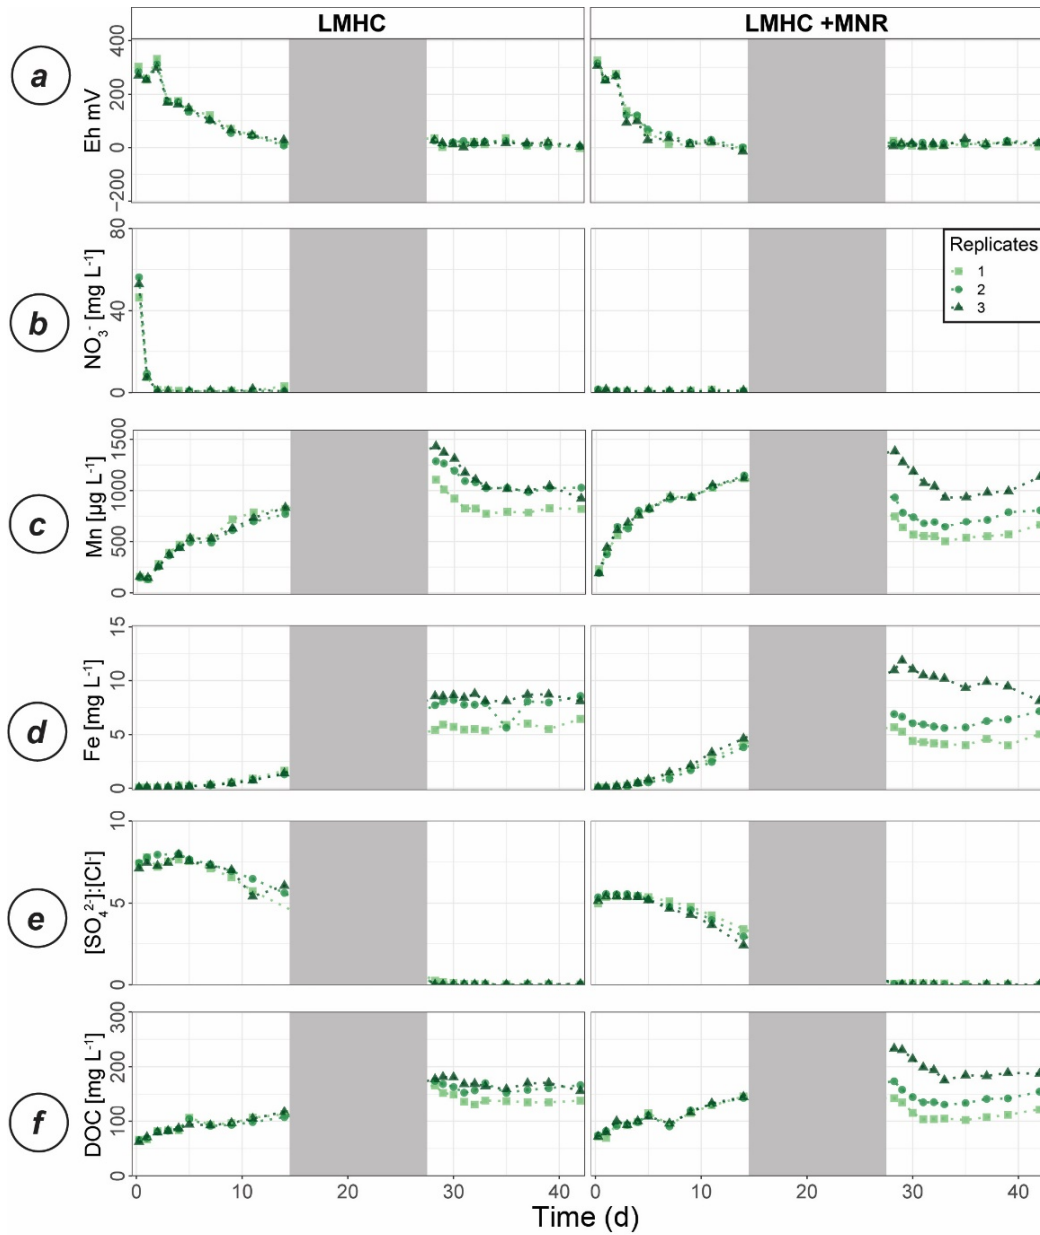 LMHC
LMHC +MNR
a
Eh mV
400
200
0
−200
b
NO₃⁻ [mg L⁻¹]
80
40
0
Replicates
1
2
3
c
Mn [µg L⁻¹]
1500
1000
500
0
d
Fe [mg L⁻¹]
15
10
5
0
e
[SO₄²⁻]:[Cl⁻]
10
5
0
f
DOC [mg L⁻¹]
300
200
100
0
0 10 20 30 40 0 10 20 30 40
Time (d)